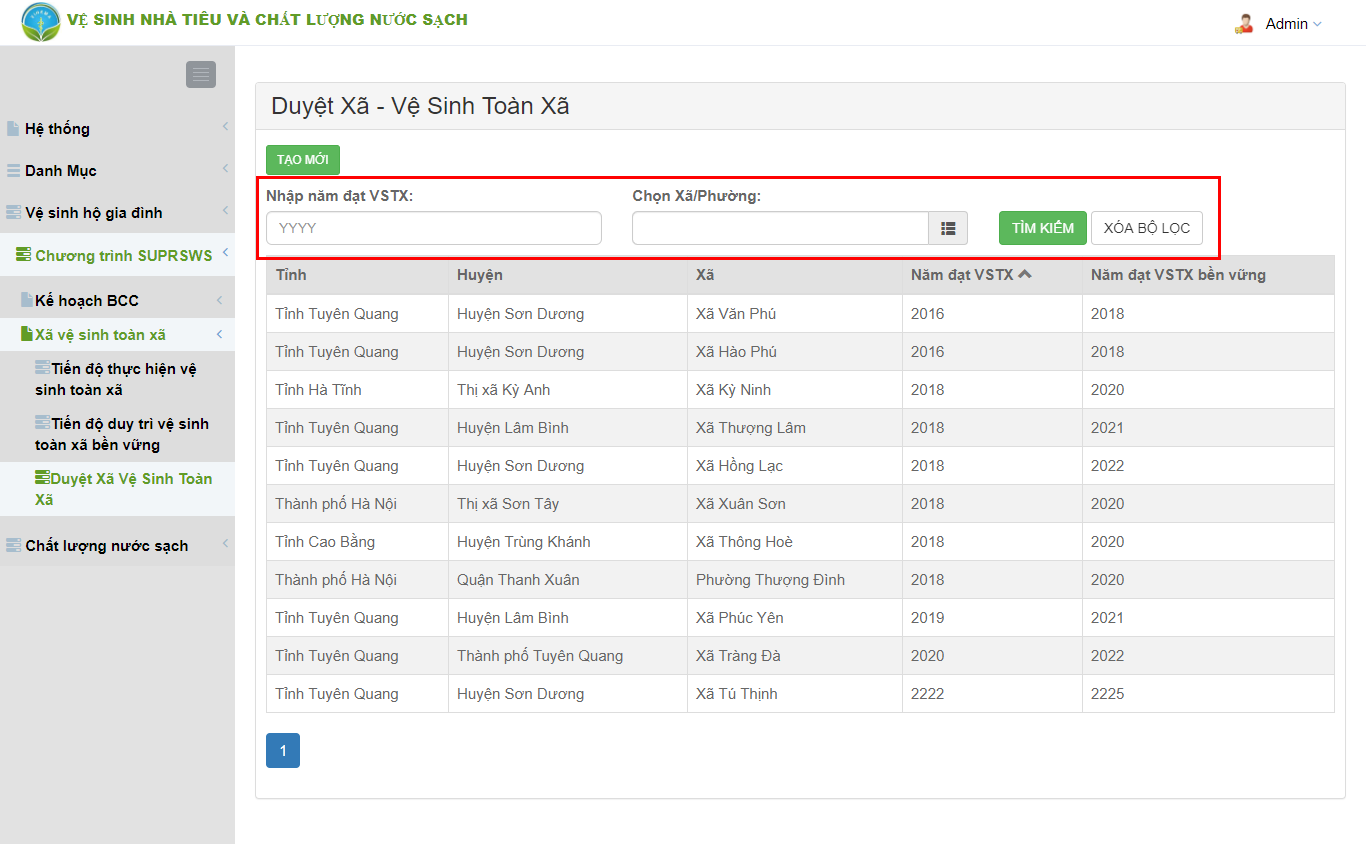 VỆ SINH NHÀ TIÊU VÀ CHẤT LƯỢNG NƯỚC SẠCH
Admin
Hệ thống
Danh Mục
Vệ sinh hộ gia đình
Chương trình SUPRSWS
Kế hoạch BCC
Xã vệ sinh toàn xã
Tiến độ thực hiện vệ
sinh toàn xã
Tiến độ duy trì vệ sinh
toàn xã bền vững
Duyệt Xã Vệ Sinh Toàn
Xã
Chất lượng nước sạch
Duyệt Xã - Vệ Sinh Toàn Xã
TẠO MỚI
Nhập năm đạt VSTX: Chọn Xã/Phường:
YYYY TÌM KIẾM XÓA BỘ LỌC
Tỉnh Huyện Xã Năm đạt VSTX Năm đạt VSTX bền vững
Tỉnh Tuyên Quang Huyện Sơn Dương Xã Văn Phú 2016 2018
Tỉnh Tuyên Quang Huyện Sơn Dương Xã Hào Phú 2016 2018
Tỉnh Hà Tĩnh Thị xã Kỳ Anh Xã Kỳ Ninh 2018 2020
Tỉnh Tuyên Quang Huyện Lâm Bình Xã Thượng Lâm 2018 2021
Tỉnh Tuyên Quang Huyện Sơn Dương Xã Hồng Lạc 2018 2022
Thành phố Hà Nội Thị xã Sơn Tây Xã Xuân Sơn 2018 2020
Tỉnh Cao Bằng Huyện Trùng Khánh Xã Thông Hoè 2018 2020
Thành phố Hà Nội Quận Thanh Xuân Phường Thượng Đình 2018 2020
Tỉnh Tuyên Quang Huyện Lâm Bình Xã Phúc Yên 2019 2021
Tỉnh Tuyên Quang Thành phố Tuyên Quang Xã Tràng Đà 2020 2022
Tỉnh Tuyên Quang Huyện Sơn Dương Xã Tú Thịnh 2222 2225
1